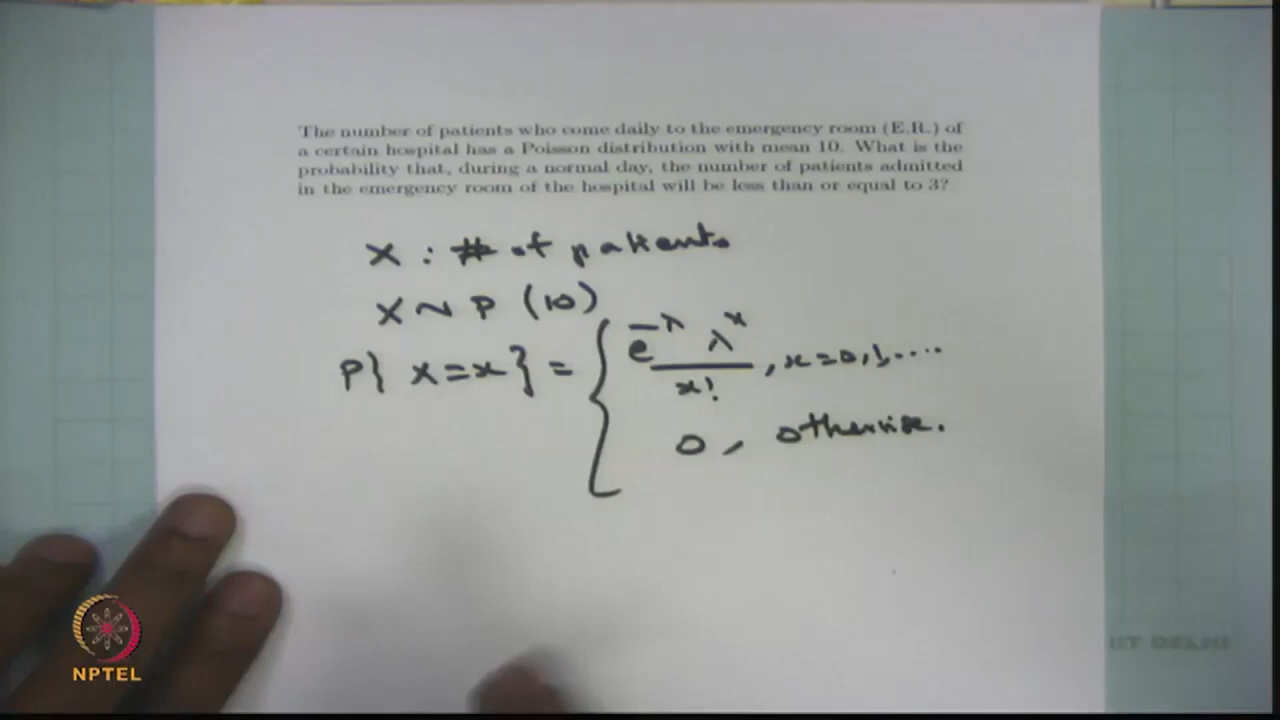 The number of patients who come daily to the emergency room (E.R.) of
a certain hospital has a Poisson distribution with mean 10. What is the
probability that, during a normal day, the number of patients admitted
in the emergency room of the hospital will be less than or equal to 3?
X : # of patients
X ~ P (10)
P{ X=x } = { e^-λ λ^x / x! , x=0,1....
0, otherwise.
IIT DELHI
NPTEL